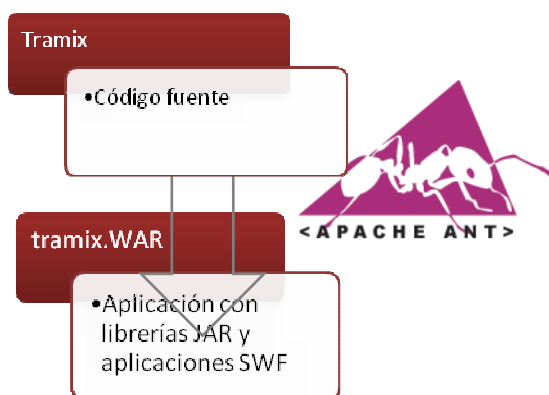 Tramix
•Código fuente
<APACHE ANT>
tramix.WAR
•Aplicación con
librerías JAR y
aplicaciones SWF